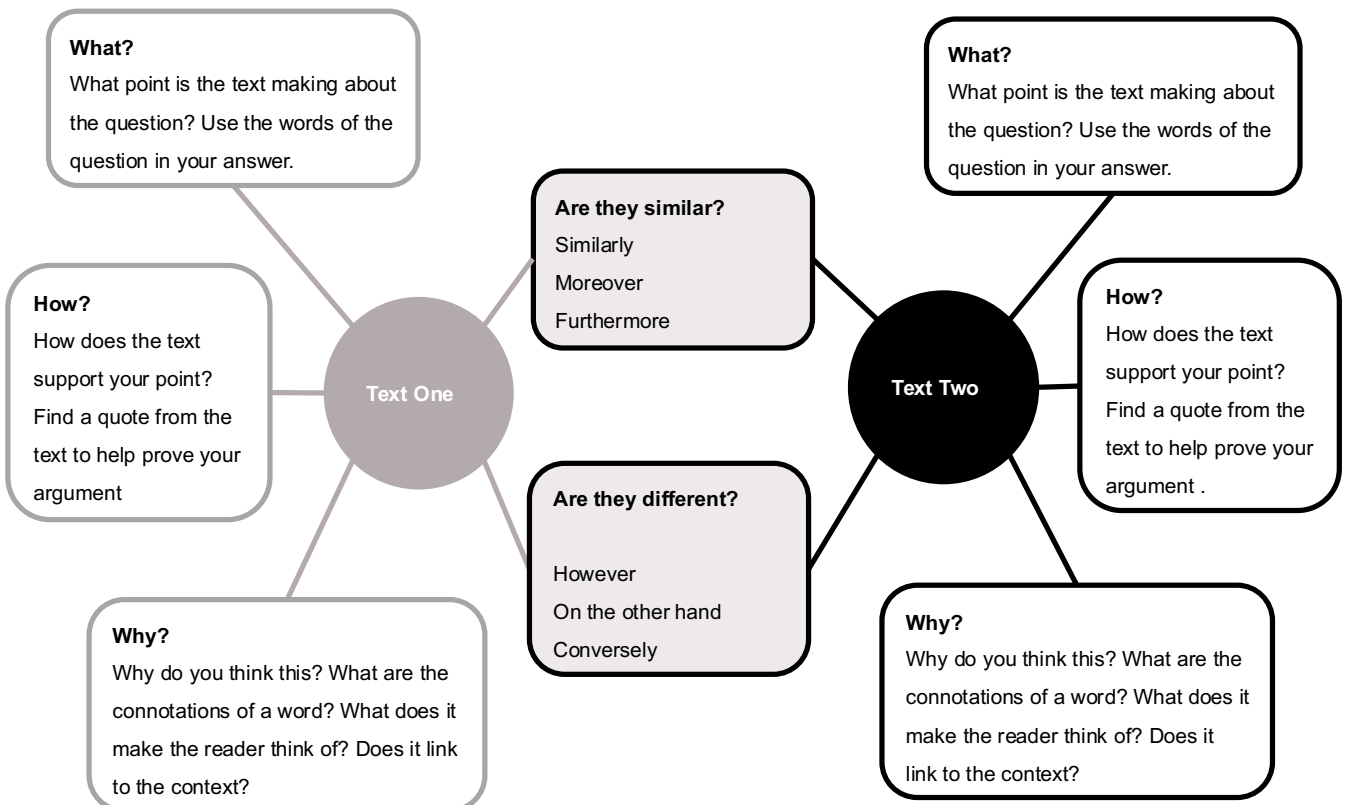 What?
What point is the text making about
the question? Use the words of the
question in your answer.
How?
How does the text
support your point?
Find a quote from the
text to help prove your
argument
Why?
Why do you think this? What are the
connotations of a word? What does it
make the reader think of? Does it link
to the context?
Text One
Are they similar?
Similarly
Moreover
Furthermore
Are they different?
However
On the other hand
Conversely
Text Two
What?
What point is the text making about
the question? Use the words of the
question in your answer.
How?
How does the text
support your point?
Find a quote from the
text to help prove your
argument .
Why?
Why do you think this? What are the
connotations of a word? What does it
make the reader think of? Does it
link to the context?